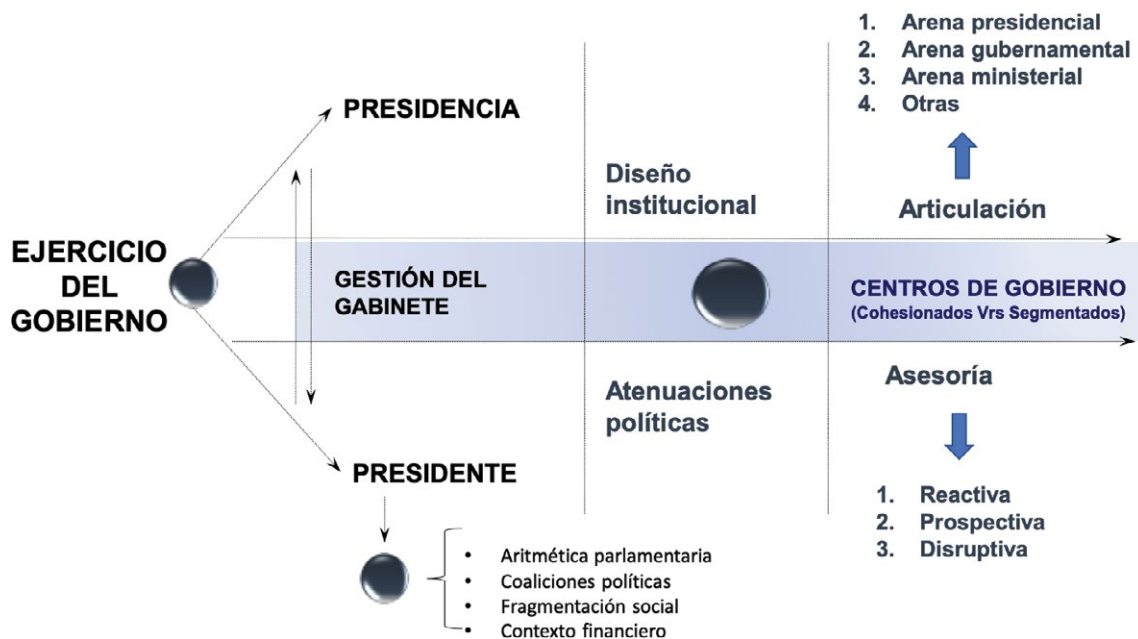 EJERCICIO
DEL
GOBIERNO
PRESIDENCIA
GESTIÓN DEL
GABINETE
PRESIDENTE
• Aritmética parlamentaria
• Coaliciones políticas
• Fragmentación social
• Contexto financiero
Diseño
institucional
Atenuaciones
políticas
1. Arena presidencial
2. Arena gubernamental
3. Arena ministerial
4. Otras
Articulación
CENTROS DE GOBIERNO
(Cohesionados Vrs Segmentados)
Asesoría
1. Reactiva
2. Prospectiva
3. Disruptiva